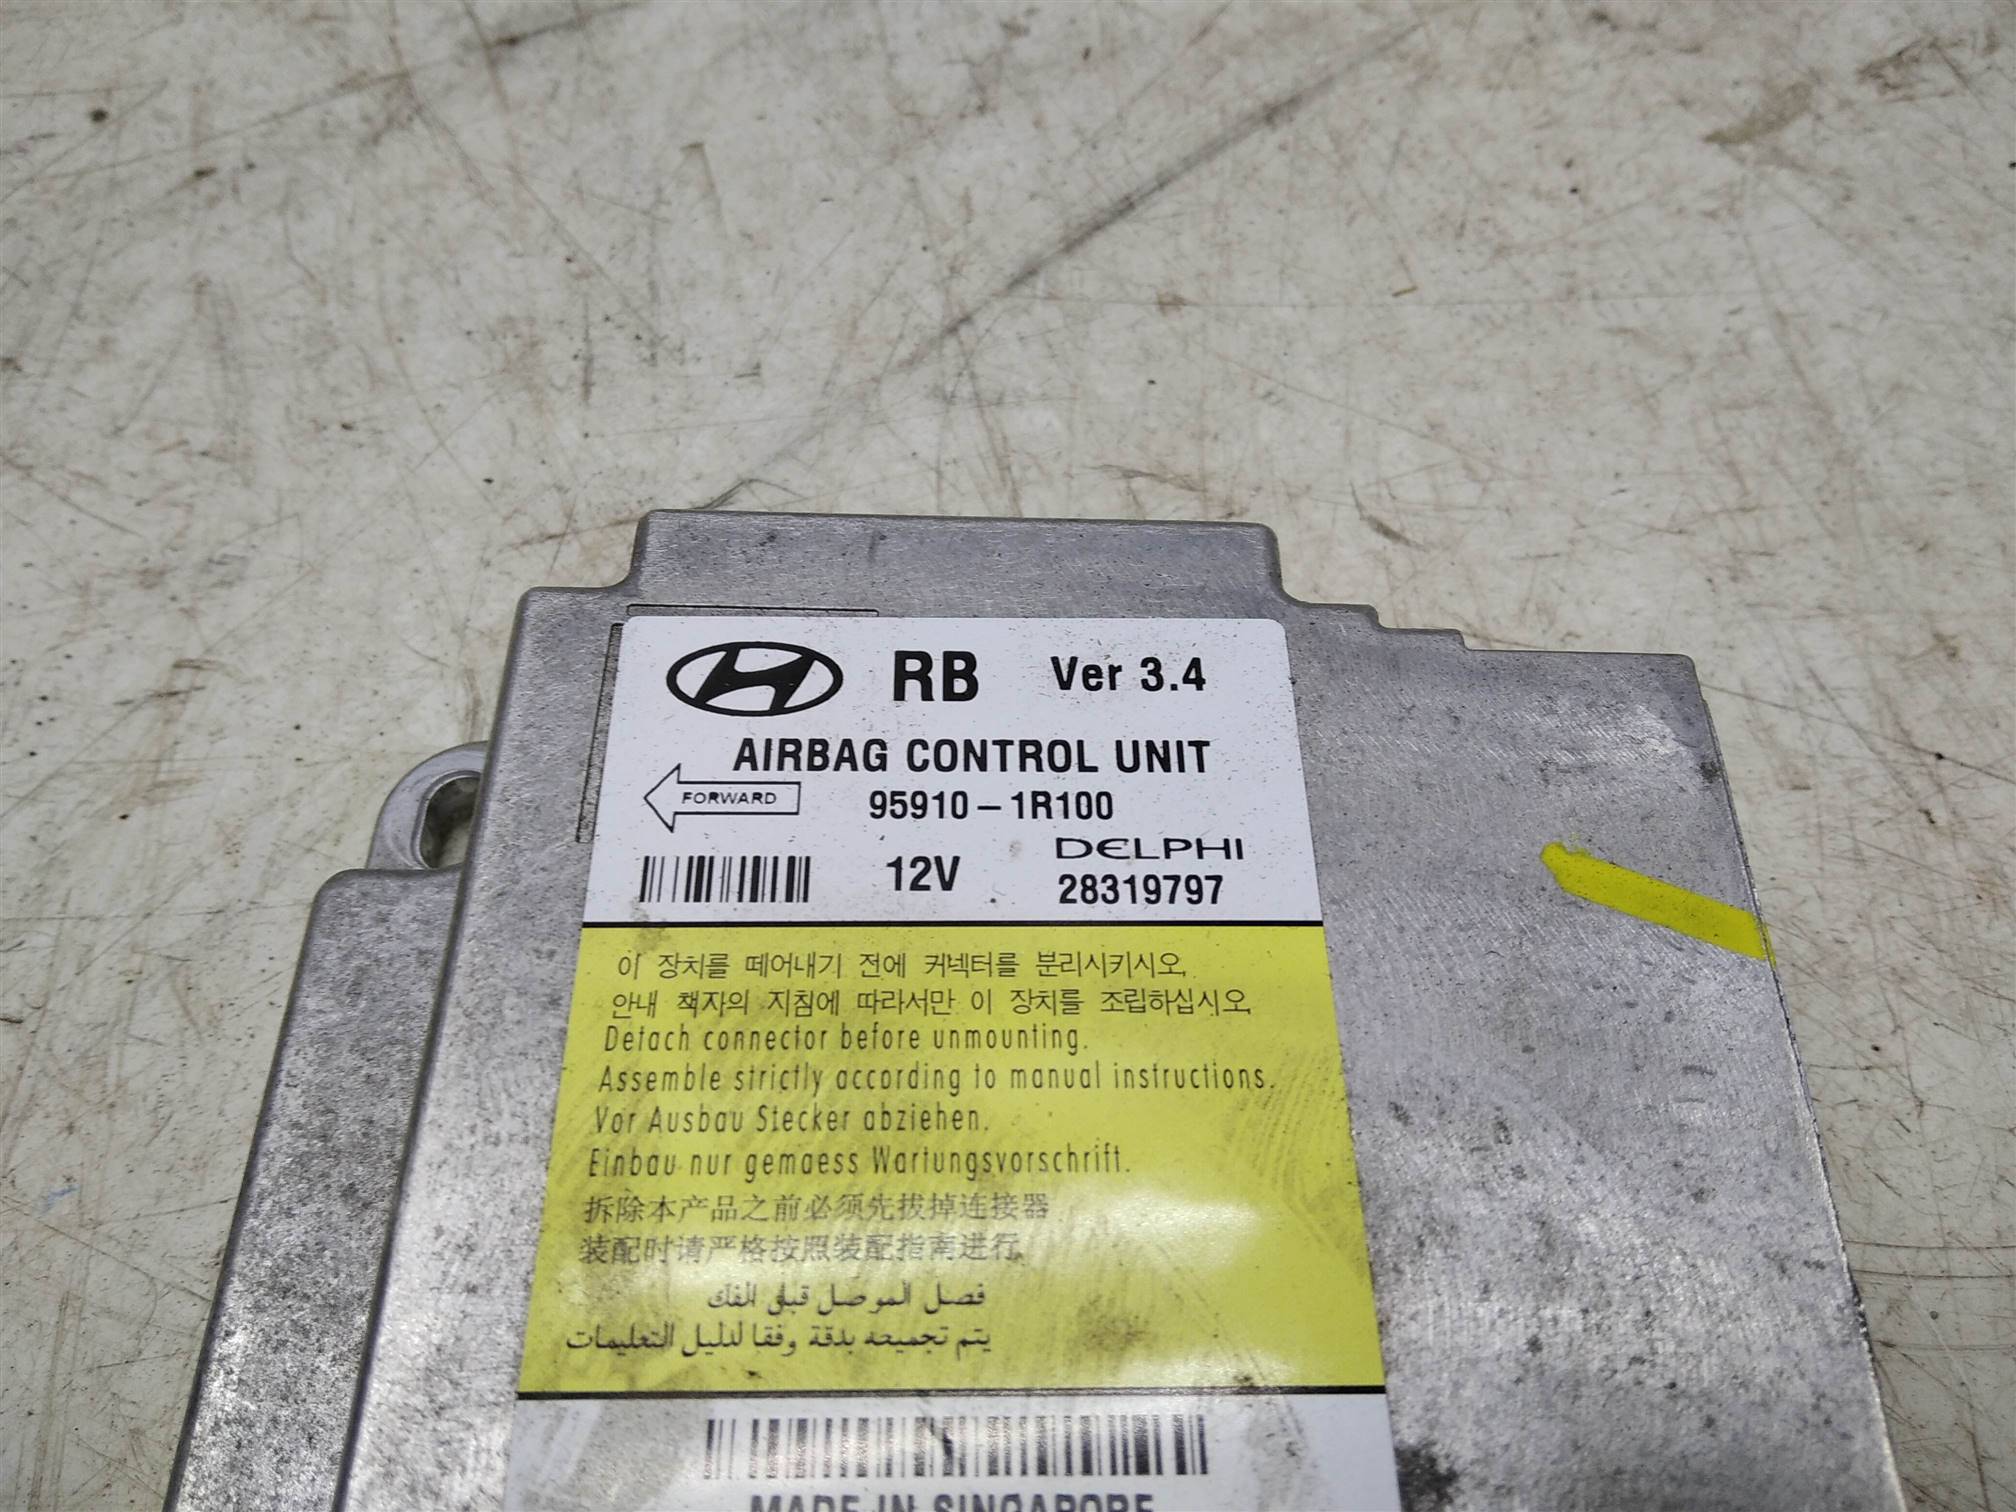 RB Ver 3.4
AIRBAG CONTROL UNIT
FORWARD 95910-1R100
12V DELPHI
28319797
이 장치를 떼어내기 전에 커넥터를 분리시키시오.
안내 책자의 지침에 따라서만 이 장치를 조립하십시오.
Detach connector before unmounting.
Assemble strictly according to manual instructions.
Vor Ausbau Stecker abziehen.
Einbau nur gemaess Wartungsvorschrift.
拆除本产品之前必须先拔掉连接器
装配时请严格按照装配指南进行
فصل الموصل قبل الفك
يتم تجميعه بدقة وفقا لدليل التعليمات
MADE IN SINGAPORE